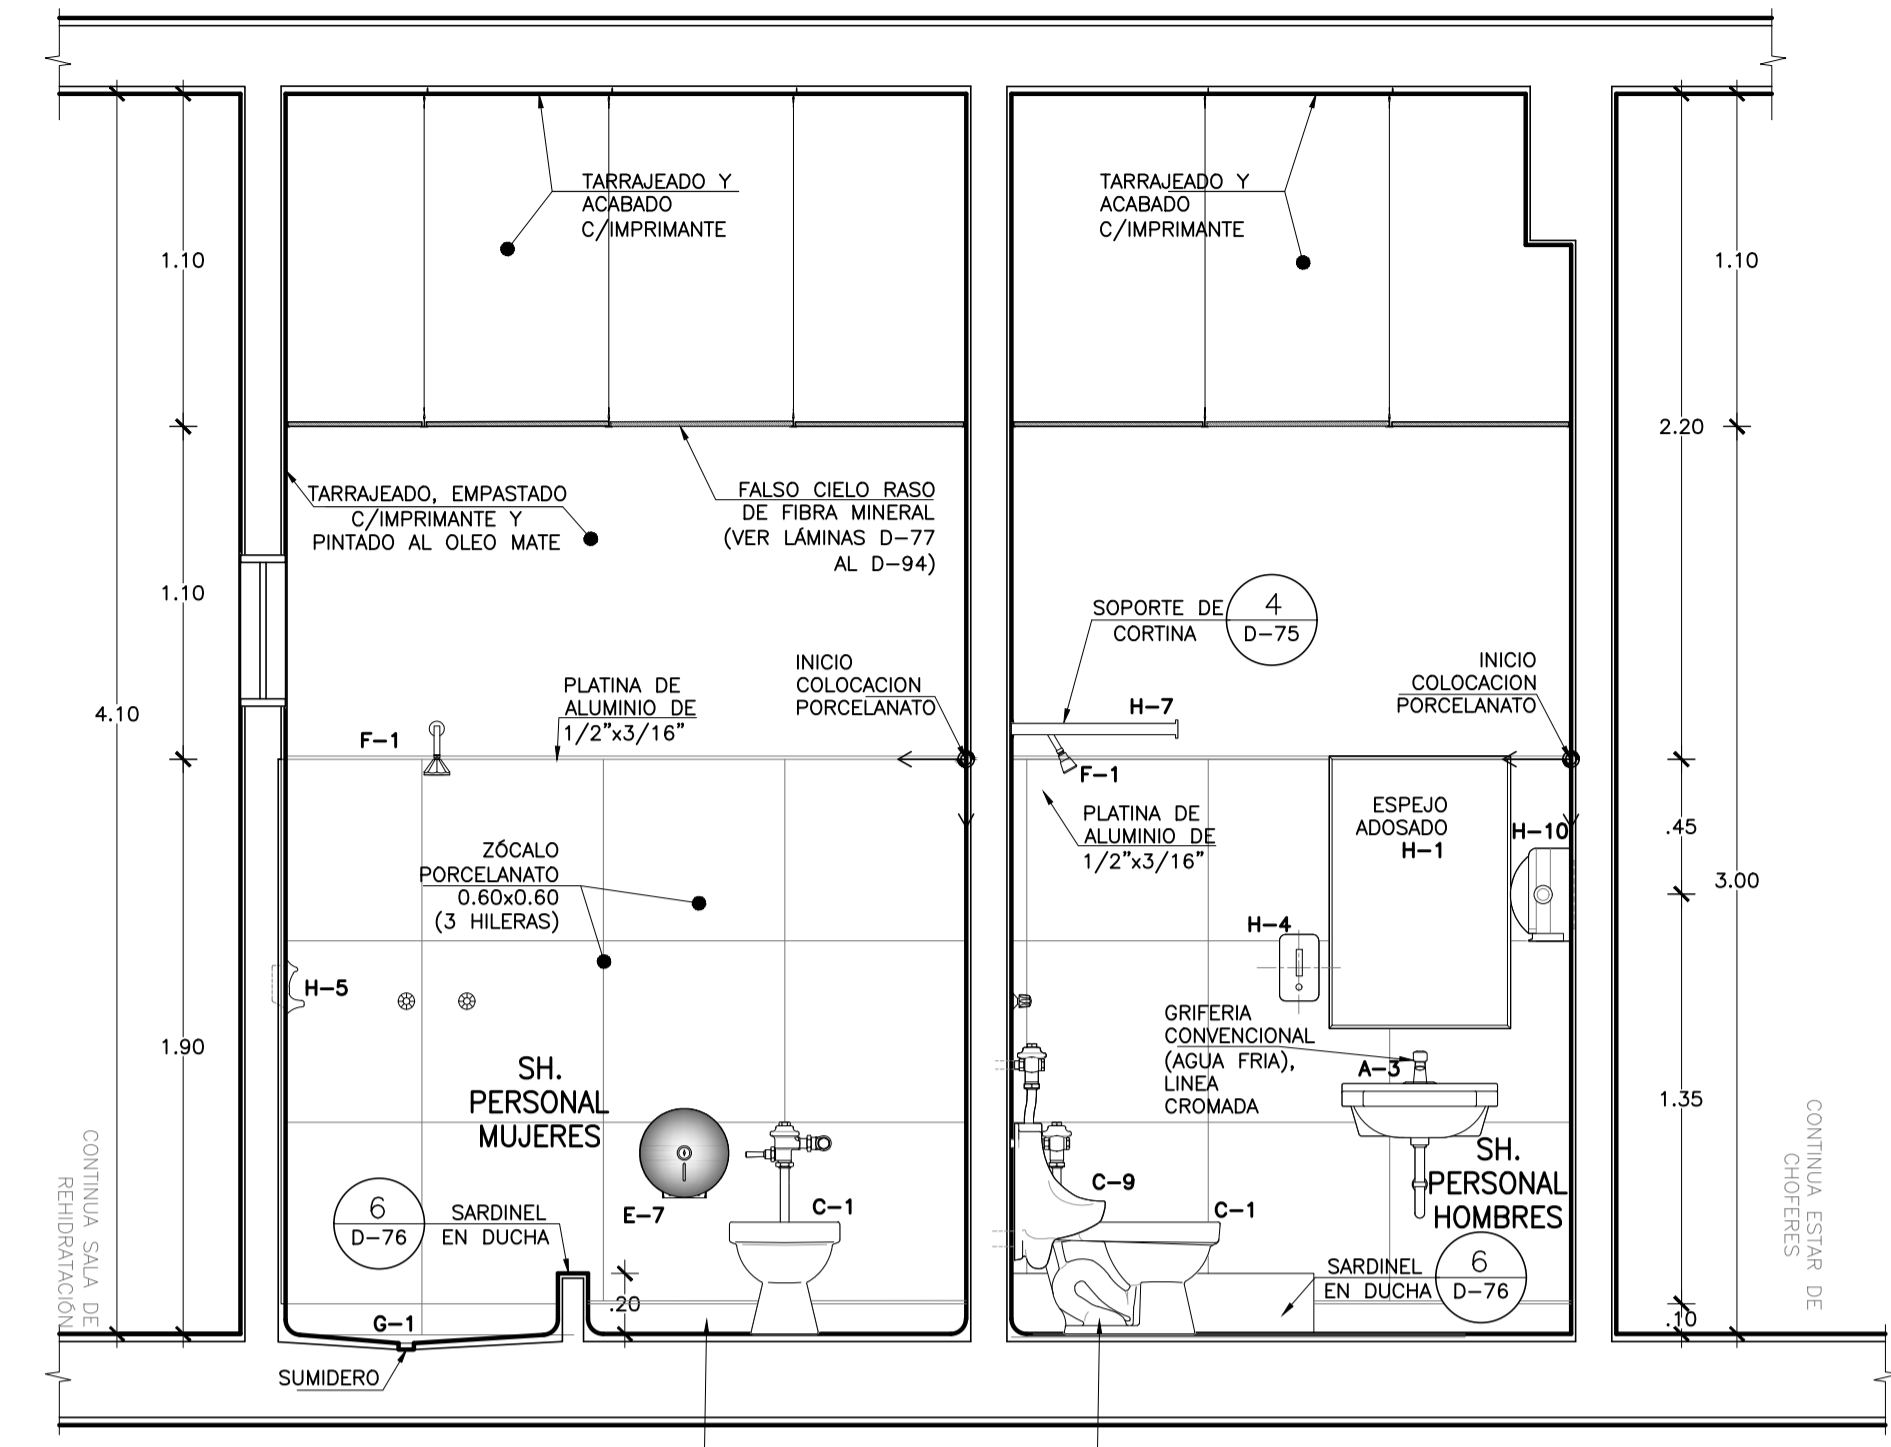 TARRAJEADO Y
ACABADO
C/IMPRIMANTE
TARRAJEADO Y
ACABADO
C/IMPRIMANTE
1.10
1.10
2.20
TARRAJEADO, EMPASTADO
C/IMPRIMANTE Y
PINTADO AL OLEO MATE
FALSO CIELO RASO
DE FIBRA MINERAL
(VER LÁMINAS D-77
AL D-94)
1.10
SOPORTE DE
CORTINA
4
D-75
INICIO
COLOCACION
PORCELANATO
INICIO
COLOCACION
PORCELANATO
PLATINA DE
ALUMINIO DE
1/2"x3/16"
4.10
F-1
H-7
F-1
PLATINA DE
ALUMINIO DE
1/2"x3/16"
ESPEJO
ADOSADO
H-1
H-10
.45
3.00
ZÓCALO
PORCELANATO
0.60x0.60
(3 HILERAS)
H-4
H-5
GRIFERIA
CONVENCIONAL
(AGUA FRIA),
LINEA
CROMADA
A-3
1.90
SH.
PERSONAL
MUJERES
1.35
SH.
PERSONAL
HOMBRES
C-9
C-1
E-7
C-1
6
D-76
SARDINEL
EN DUCHA
SARDINEL
EN DUCHA
6
D-76
.20
.10
G-1
SUMIDERO
CONTINUA SALA DE
REHIDRATACIÓN
CONTINUA ESTAR DE
CHOFERES